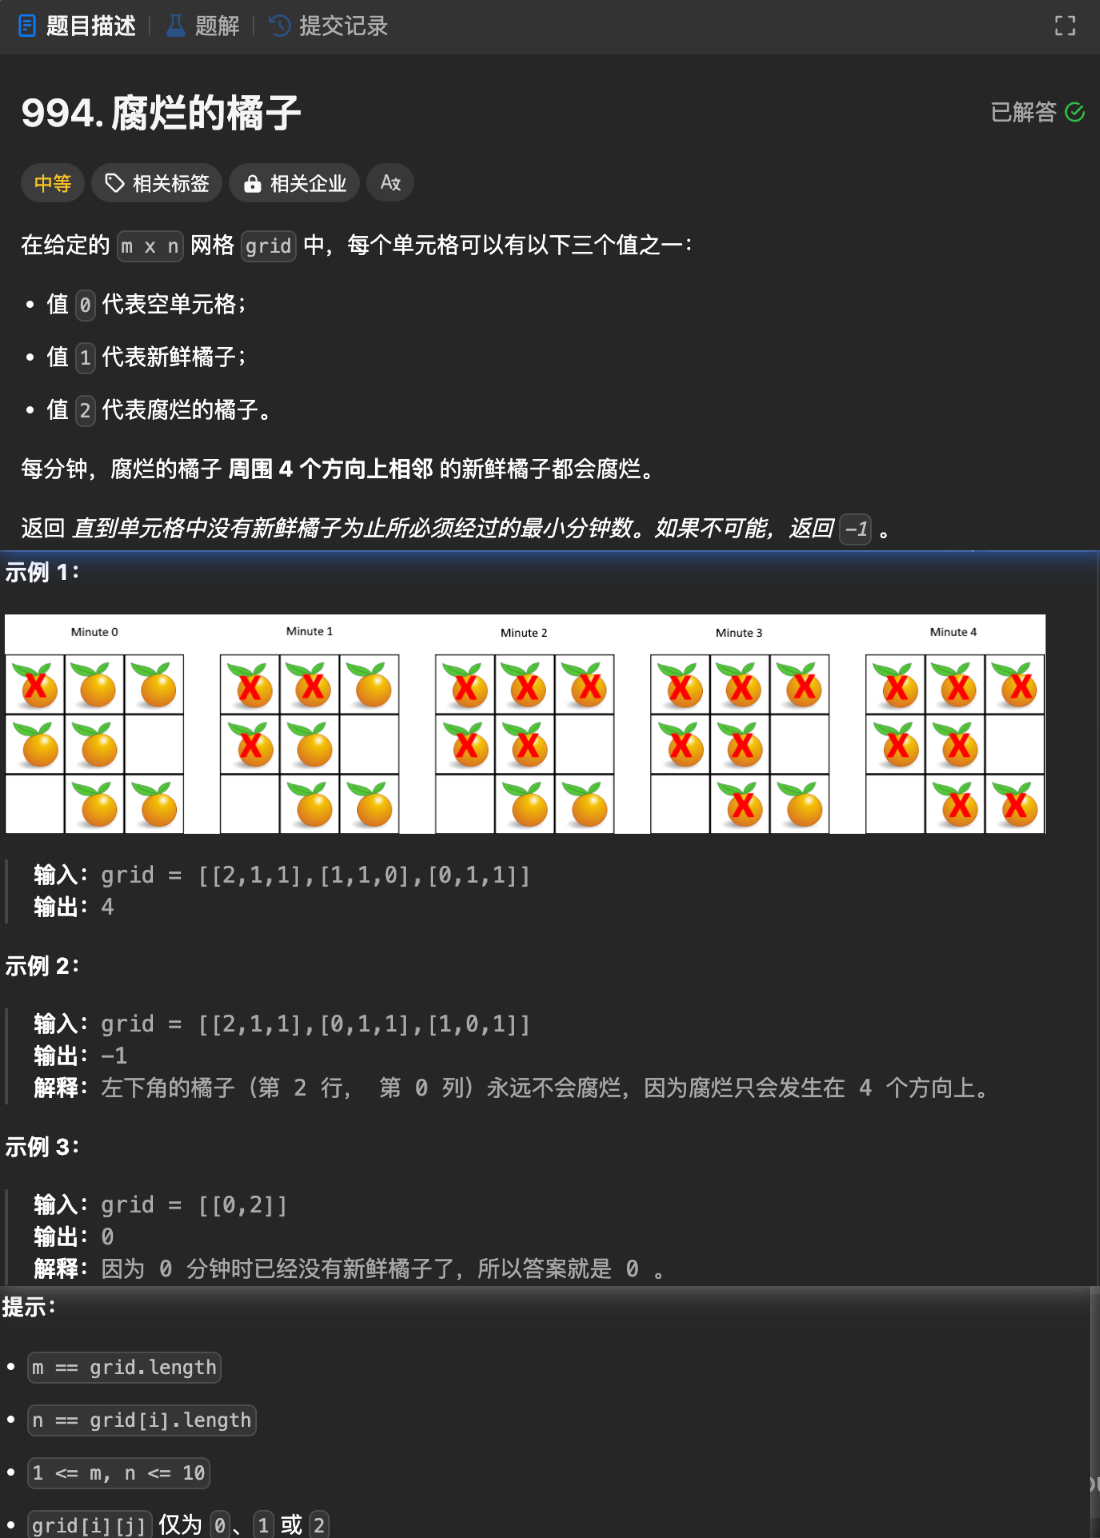 题目描述 题解 提交记录
994. 腐烂的橘子
已解答
中等 相关标签 相关企业
在给定的 m x n 网格 grid 中，每个单元格可以有以下三个值之一：
• 值 0 代表空单元格；
• 值 1 代表新鲜橘子；
• 值 2 代表腐烂的橘子。
每分钟，腐烂的橘子 周围 4 个方向上相邻 的新鲜橘子都会腐烂。
返回 直到单元格中没有新鲜橘子为止所必须经过的最小分钟数。如果不可能，返回 -1 。
示例 1：
Minute 0 Minute 1 Minute 2 Minute 3 Minute 4
输入：grid = [[2,1,1],[1,1,0],[0,1,1]]
输出：4
示例 2：
输入：grid = [[2,1,1],[0,1,1],[1,0,1]]
输出：-1
解释：左下角的橘子（第 2 行， 第 0 列）永远不会腐烂，因为腐烂只会发生在 4 个方向上。
示例 3：
输入：grid = [[0,2]]
输出：0
解释：因为 0 分钟时已经没有新鲜橘子了，所以答案就是 0 。
提示：
• m == grid.length
• n == grid[i].length
• 1 <= m, n <= 10
• grid[i][j] 仅为 0、1 或 2